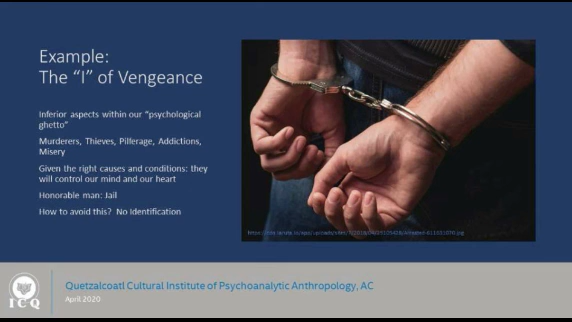 Example:
The “I” of Vengeance
Inferior aspects within our “psychological
ghetto”
Murderers, Thieves, Pillerage, Addictions,
Misery
Given the right causes and conditions: they
will control our mind and our heart
Honorable man: Jail
How to avoid this? No Identification
ICQ
Quetzalcoatl Cultural Institute of Psychoanalytic Anthropology, AC
April 2020